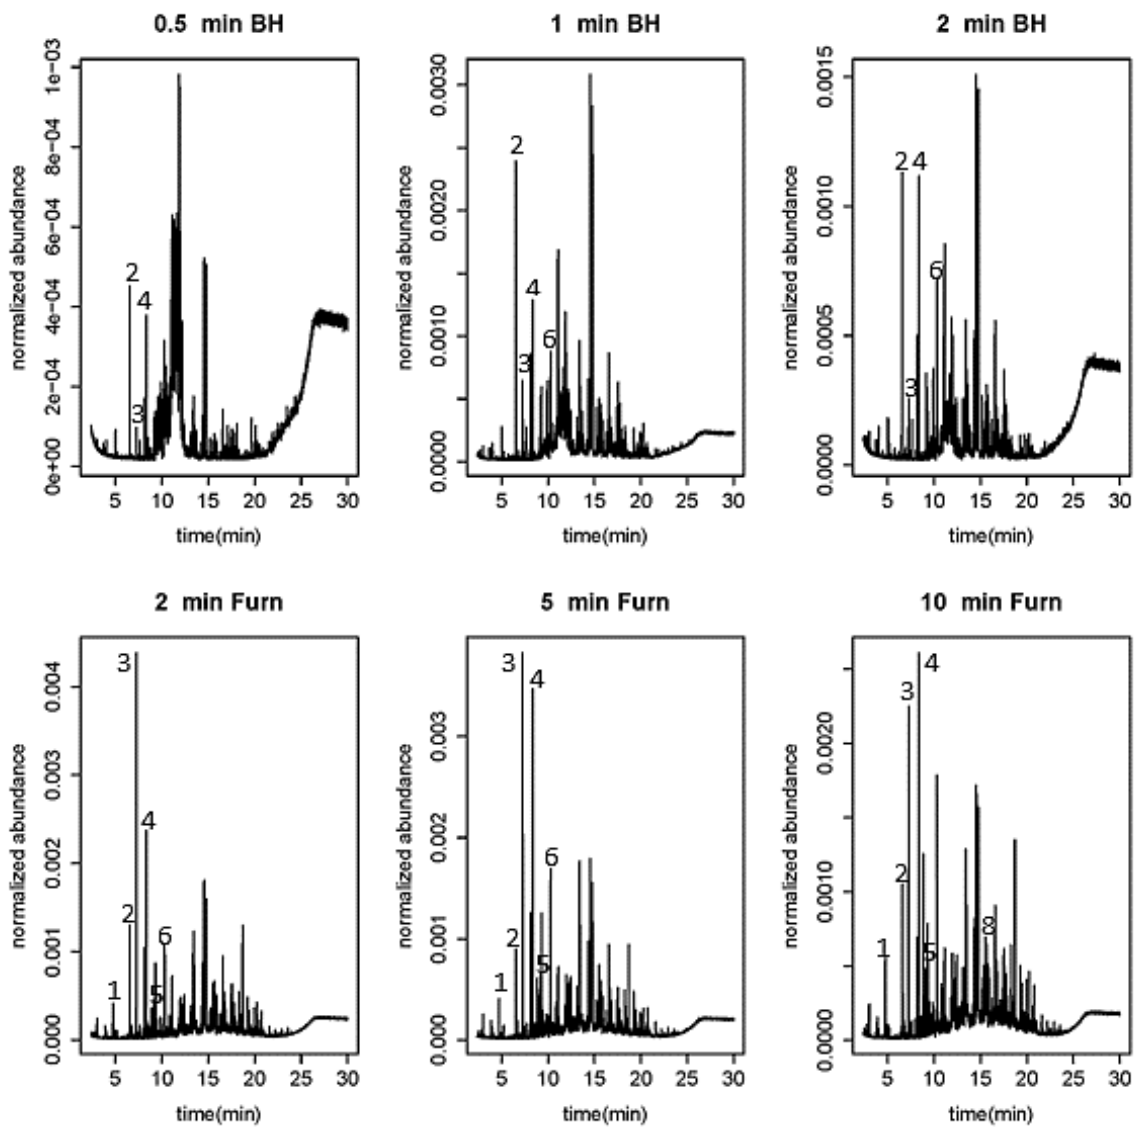 0.5 min BH
1 min BH
2 min BH
normalized abundance
0e+00 2e-04 4e-04 6e-04 8e-04 1e-03
2
3
4
5 10 15 20 25 30
time(min)
normalized abundance
0.0000 0.0010 0.0020 0.0030
2
3
4
6
5 10 15 20 25 30
time(min)
normalized abundance
0.0000 0.0005 0.0010 0.0015
2 4
6
3
5 10 15 20 25 30
time(min)
2 min Furn
5 min Furn
10 min Furn
normalized abundance
0.000 0.001 0.002 0.003 0.004
3
4
2
6
1 5
5 10 15 20 25 30
time(min)
normalized abundance
0.000 0.001 0.002 0.003
3
4
6
2
5
1
5 10 15 20 25 30
time(min)
normalized abundance
0.0000 0.0010 0.0020
4
3
2
8
1 5
5 10 15 20 25 30
time(min)